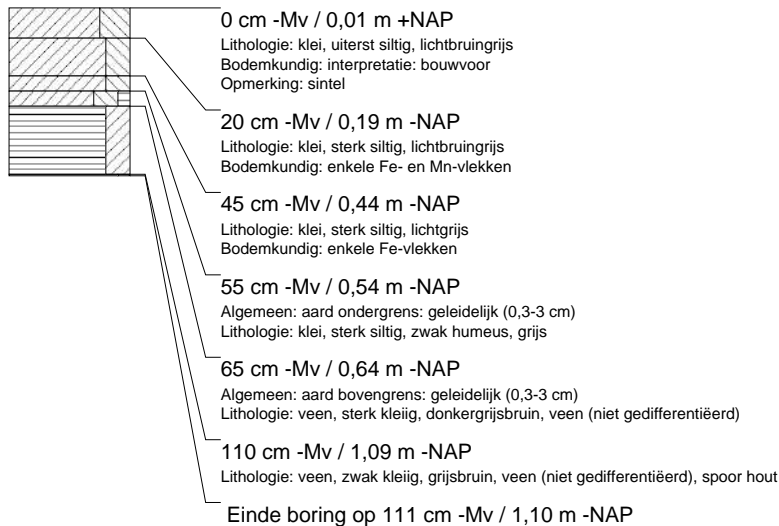 0 cm -Mv / 0,01 m +NAP
Lithologie: klei, uiterst siltig, lichtbruingrijs
Bodemkundig: interpretatie: bouwvoor
Opmerking: sintel
20 cm -Mv / 0,19 m -NAP
Lithologie: klei, sterk siltig, lichtbruingrijs
Bodemkundig: enkele Fe- en Mn-vlekken
45 cm -Mv / 0,44 m -NAP
Lithologie: klei, sterk siltig, lichtgrijs
Bodemkundig: enkele Fe-vlekken
55 cm -Mv / 0,54 m -NAP
Algemeen: aard ondergrens: geleidelijk (0,3-3 cm)
Lithologie: klei, sterk siltig, zwak humeus, grijs
65 cm -Mv / 0,64 m -NAP
Algemeen: aard bovengrens: geleidelijk (0,3-3 cm)
Lithologie: veen, sterk kleiig, donkergrijsbruin, veen (niet gedifferentiëerd)
110 cm -Mv / 1,09 m -NAP
Lithologie: veen, zwak kleiig, grijsbruin, veen (niet gedifferentiëerd), spoor hout
Einde boring op 111 cm -Mv / 1,10 m -NAP